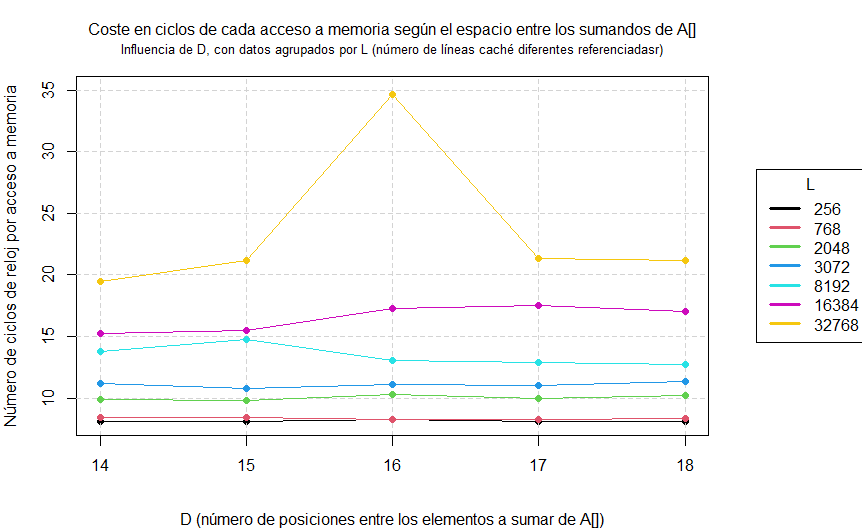 Coste en ciclos de cada acceso a memoria según el espacio entre los sumandos de A[]
Influencia de D, con datos agrupados por L (número de líneas caché diferentes referenciadasr)
Número de ciclos de reloj por acceso a memoria
35
30
25
20
15
10
14 15 16 17 18
D (número de posiciones entre los elementos a sumar de A[])
L
256
768
2048
3072
8192
16384
32768